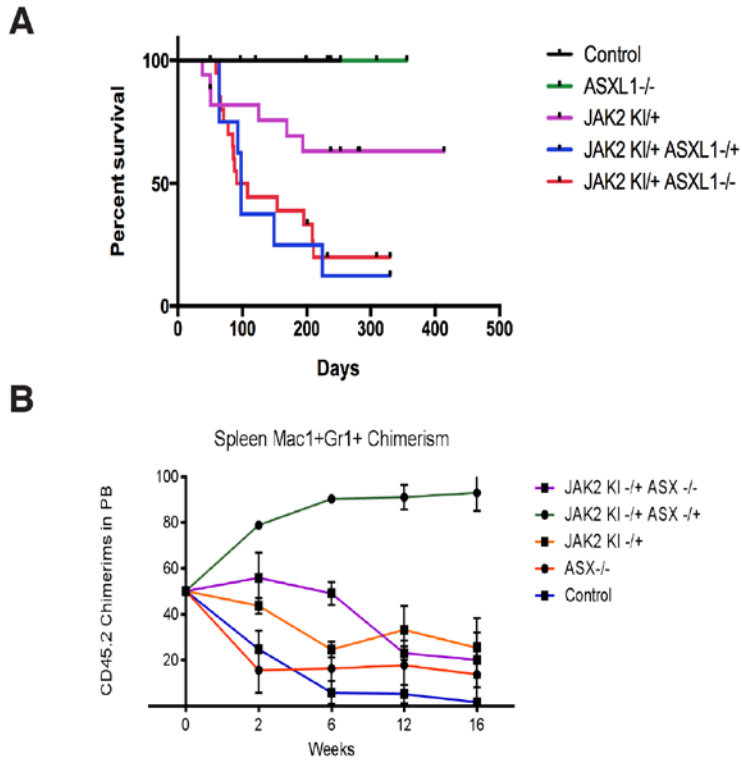 A
Percent survival
100
50
0
0 100 200 300 400 500
Days
Control
ASXL1-/-
JAK2 KI/+
JAK2 KI/+ ASXL1-/+
JAK2 KI/+ ASXL1-/-
B
Spleen Mac1+Gr1+ Chimerism
CD45.2 Chimerims in PB
100
80
60
40
20
0 2 6 12 16
Weeks
JAK2 KI -/+ ASX -/-
JAK2 KI -/+ ASX -/+
JAK2 KI -/+
ASX-/-
Control